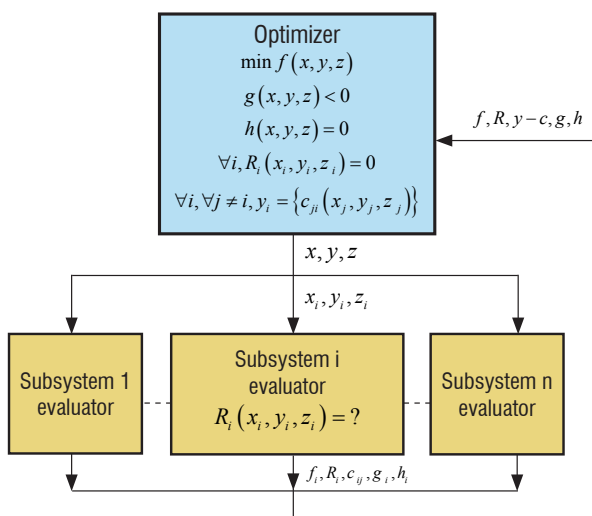 Optimizer
min f(x, y, z)
g(x, y, z) < 0
h(x, y, z) = 0
∀i, R_i(x_i, y_i, z_i) = 0
∀i, ∀j ≠ i, y_i = {c_ji(x_j, y_j, z_j)}
f, R, y − c, g, h
x, y, z
x_i, y_i, z_i
Subsystem 1
evaluator
Subsystem i
evaluator
R_i(x_i, y_i, z_i) = ?
Subsystem n
evaluator
f_i, R_i, c_ij, g_i, h_i